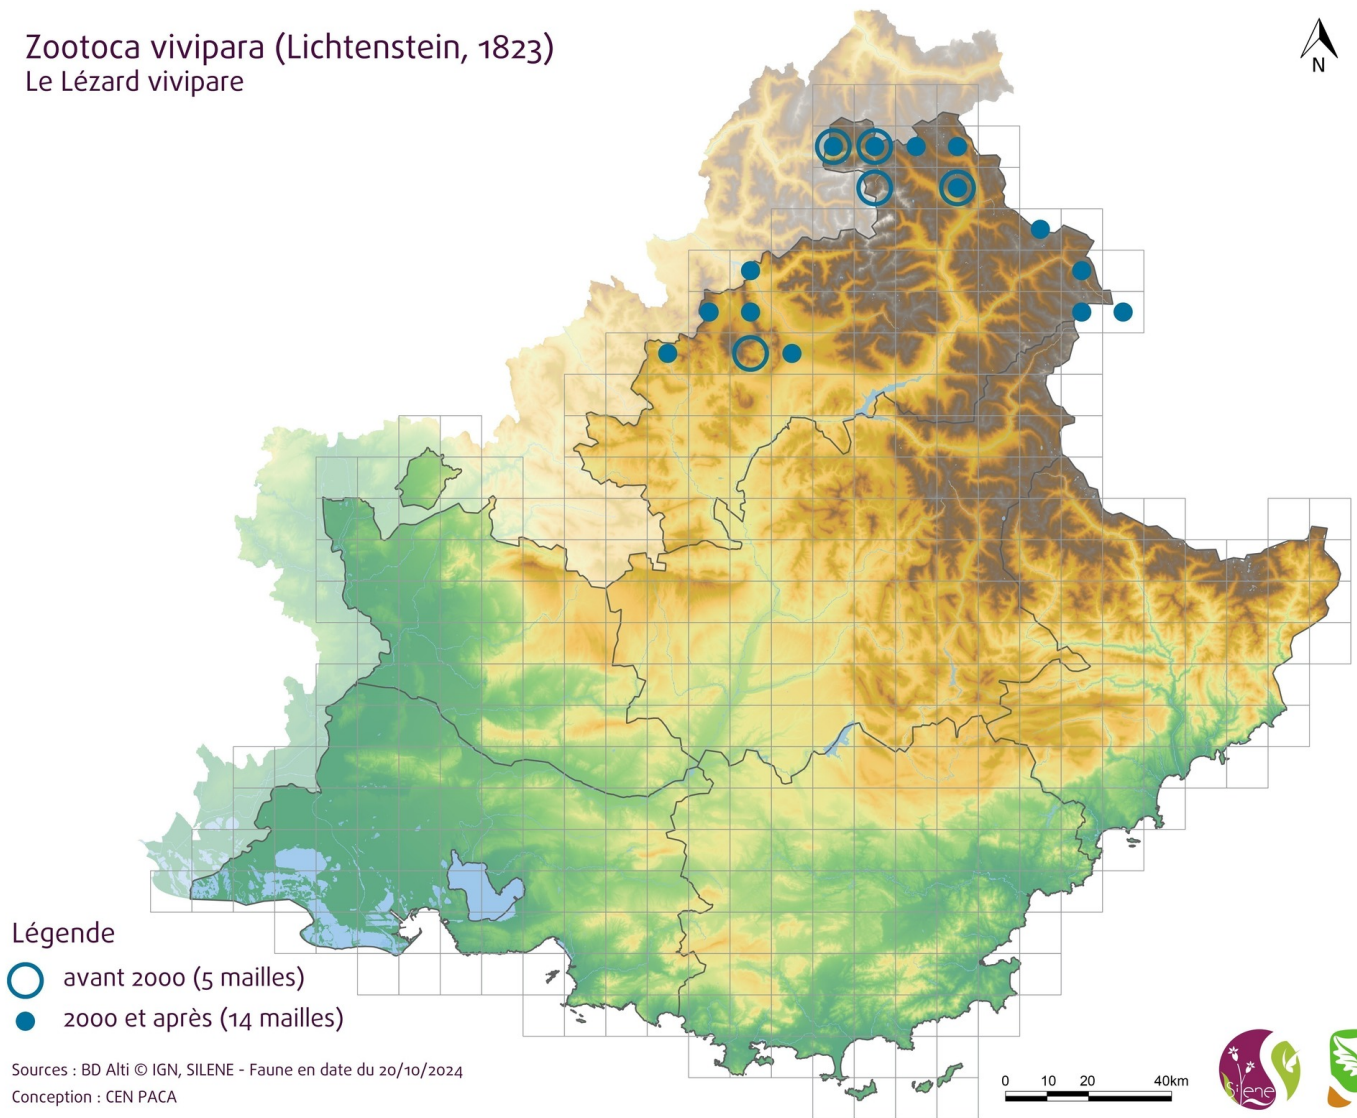 Zootoca vivipara (Lichtenstein, 1823)
Le Lézard vivipare
N
Légende
avant 2000 (5 mailles)
2000 et après (14 mailles)
Sources : BD Alti © IGN, SILENE - Faune en date du 20/10/2024
Conception : CEN PACA
0 10 20 40km
Silene